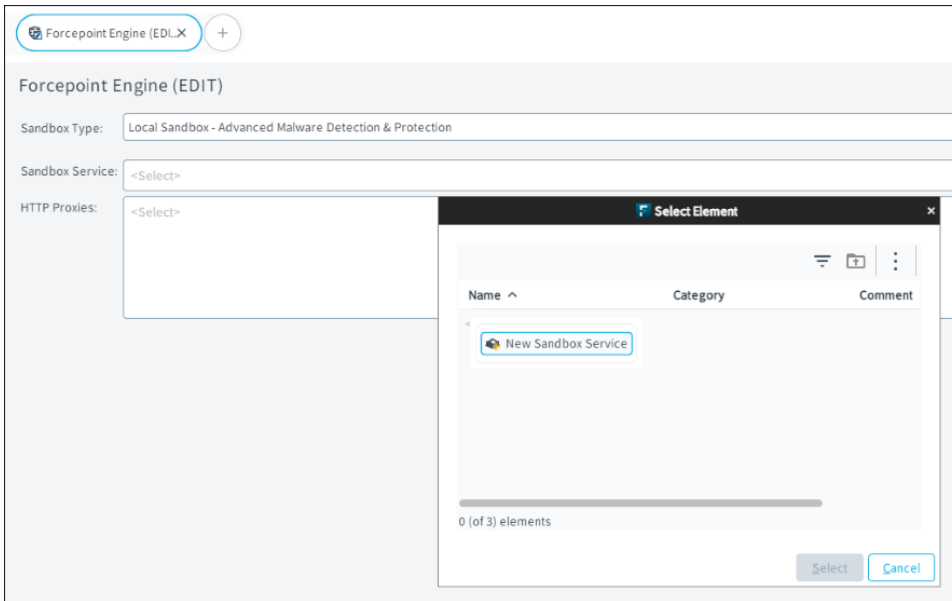 Forcepoint Engine (EDI..X
+
Forcepoint Engine (EDIT)
Sandbox Type: Local Sandbox - Advanced Malware Detection & Protection
Sandbox Service: <Select>
HTTP Proxies: <Select>
Select Element
Name Category Comment
<
New Sandbox Service
0 (of 3) elements
Select Cancel